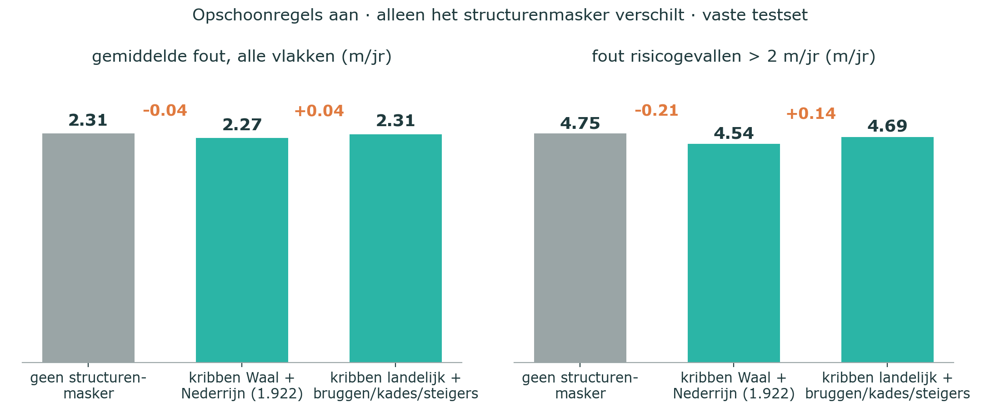 Opschoonregels aan · alleen het structurenmasker verschilt · vaste testset
gemiddelde fout, alle vlakken (m/jr)
-0.04
+0.04
2.31
2.27
2.31
geen structuren-
masker
kribben Waal +
Nederrijn (1.922)
kribben landelijk +
bruggen/kades/steigers
fout risicogevallen > 2 m/jr (m/jr)
-0.21
+0.14
4.75
4.54
4.69
geen structuren-
masker
kribben Waal +
Nederrijn (1.922)
kribben landelijk +
bruggen/kades/steigers